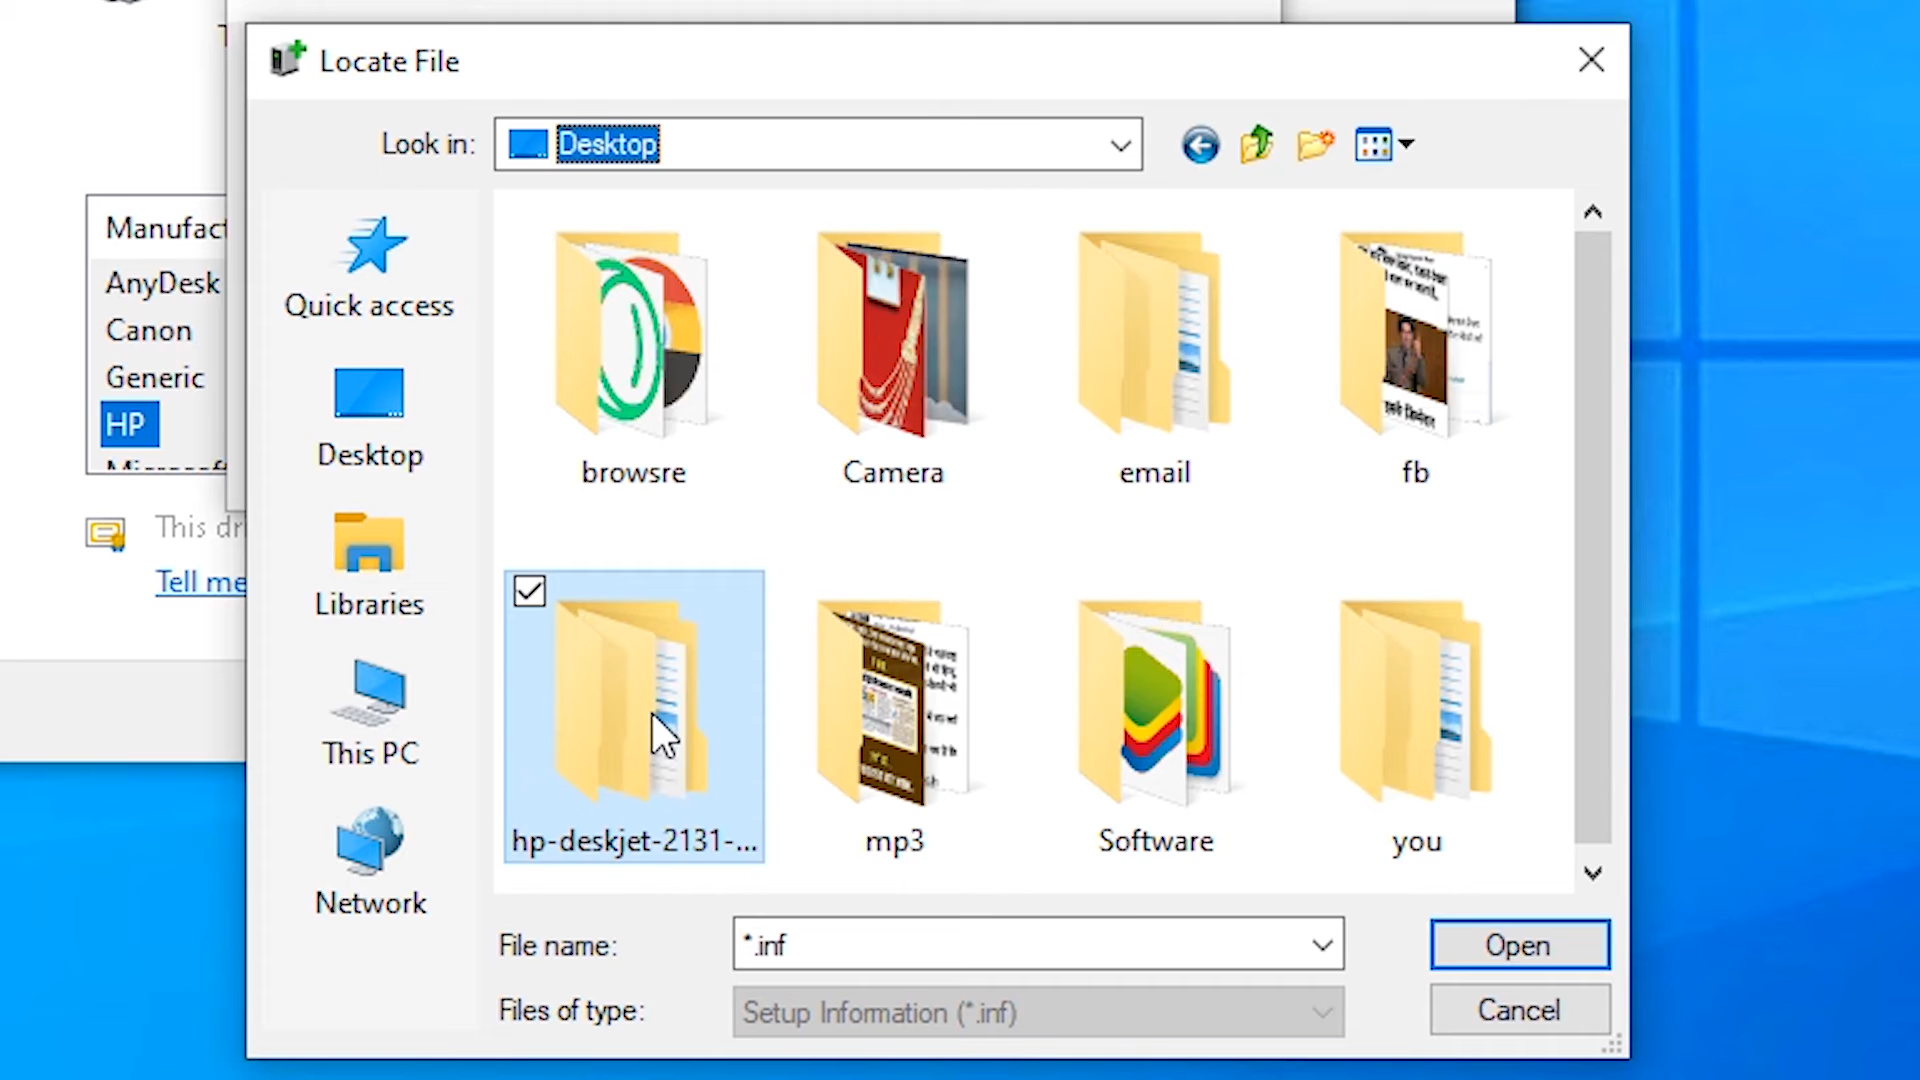 Locate File
Look in:
Desktop
Manufact
AnyDesk
Canon
Generic
HP
Microsoft
This dri
Tell me
Quick access
Desktop
Libraries
This PC
Network
browsre
Camera
email
fb
hp-deskjet-2131-...
mp3
Software
you
File name:
*.inf
Open
Files of type:
Setup Information (*.inf)
Cancel